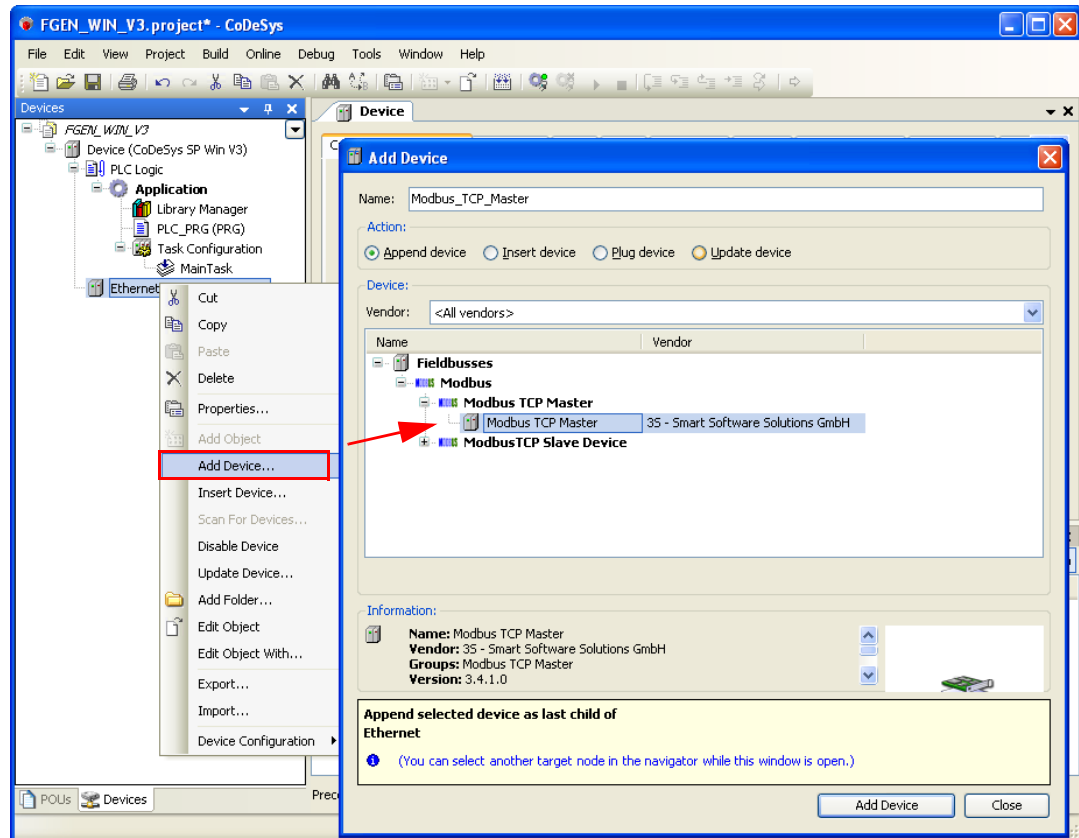 FGEN_WIN_V3.project* - CoDeSys
File Edit View Project Build Online Debug Tools Window Help
Devices
FGEN_WIN_V3
Device (CoDeSys SP Win V3)
PLC Logic
Application
Library Manager
PLC_PRG (PRG)
Task Configuration
MainTask
Ethernet
Cut
Copy
Paste
Delete
Properties...
Add Object
Add Device...
Insert Device...
Scan For Devices...
Disable Device
Update Device...
Add Folder...
Edit Object
Edit Object With...
Export...
Import...
Device Configuration
POUs Devices
Device
Add Device
Name: Modbus_TCP_Master
Action:
Append device Insert device Plug device Update device
Device:
Vendor: <All vendors>
Name Vendor
Fieldbusses
Modbus
Modbus TCP Master
Modbus TCP Master 3S - Smart Software Solutions GmbH
ModbusTCP Slave Device
Information:
Name: Modbus TCP Master
Vendor: 3S - Smart Software Solutions GmbH
Groups: Modbus TCP Master
Version: 3.4.1.0
Append selected device as last child of
Ethernet
(You can select another target node in the navigator while this window is open.)
Add Device Close